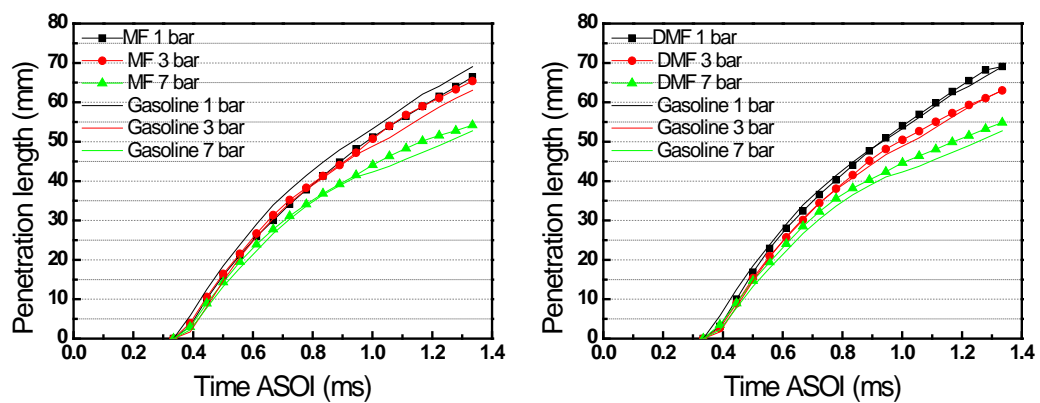 MF 1 bar
MF 3 bar
MF 7 bar
Gasoline 1 bar
Gasoline 3 bar
Gasoline 7 bar
Penetration length (mm)
80
70
60
50
40
30
20
10
0
0.0 0.2 0.4 0.6 0.8 1.0 1.2 1.4
Time ASOI (ms)
DMF 1 bar
DMF 3 bar
DMF 7 bar
Gasoline 1 bar
Gasoline 3 bar
Gasoline 7 bar
Penetration length (mm)
80
70
60
50
40
30
20
10
0
0.0 0.2 0.4 0.6 0.8 1.0 1.2 1.4
Time ASOI (ms)